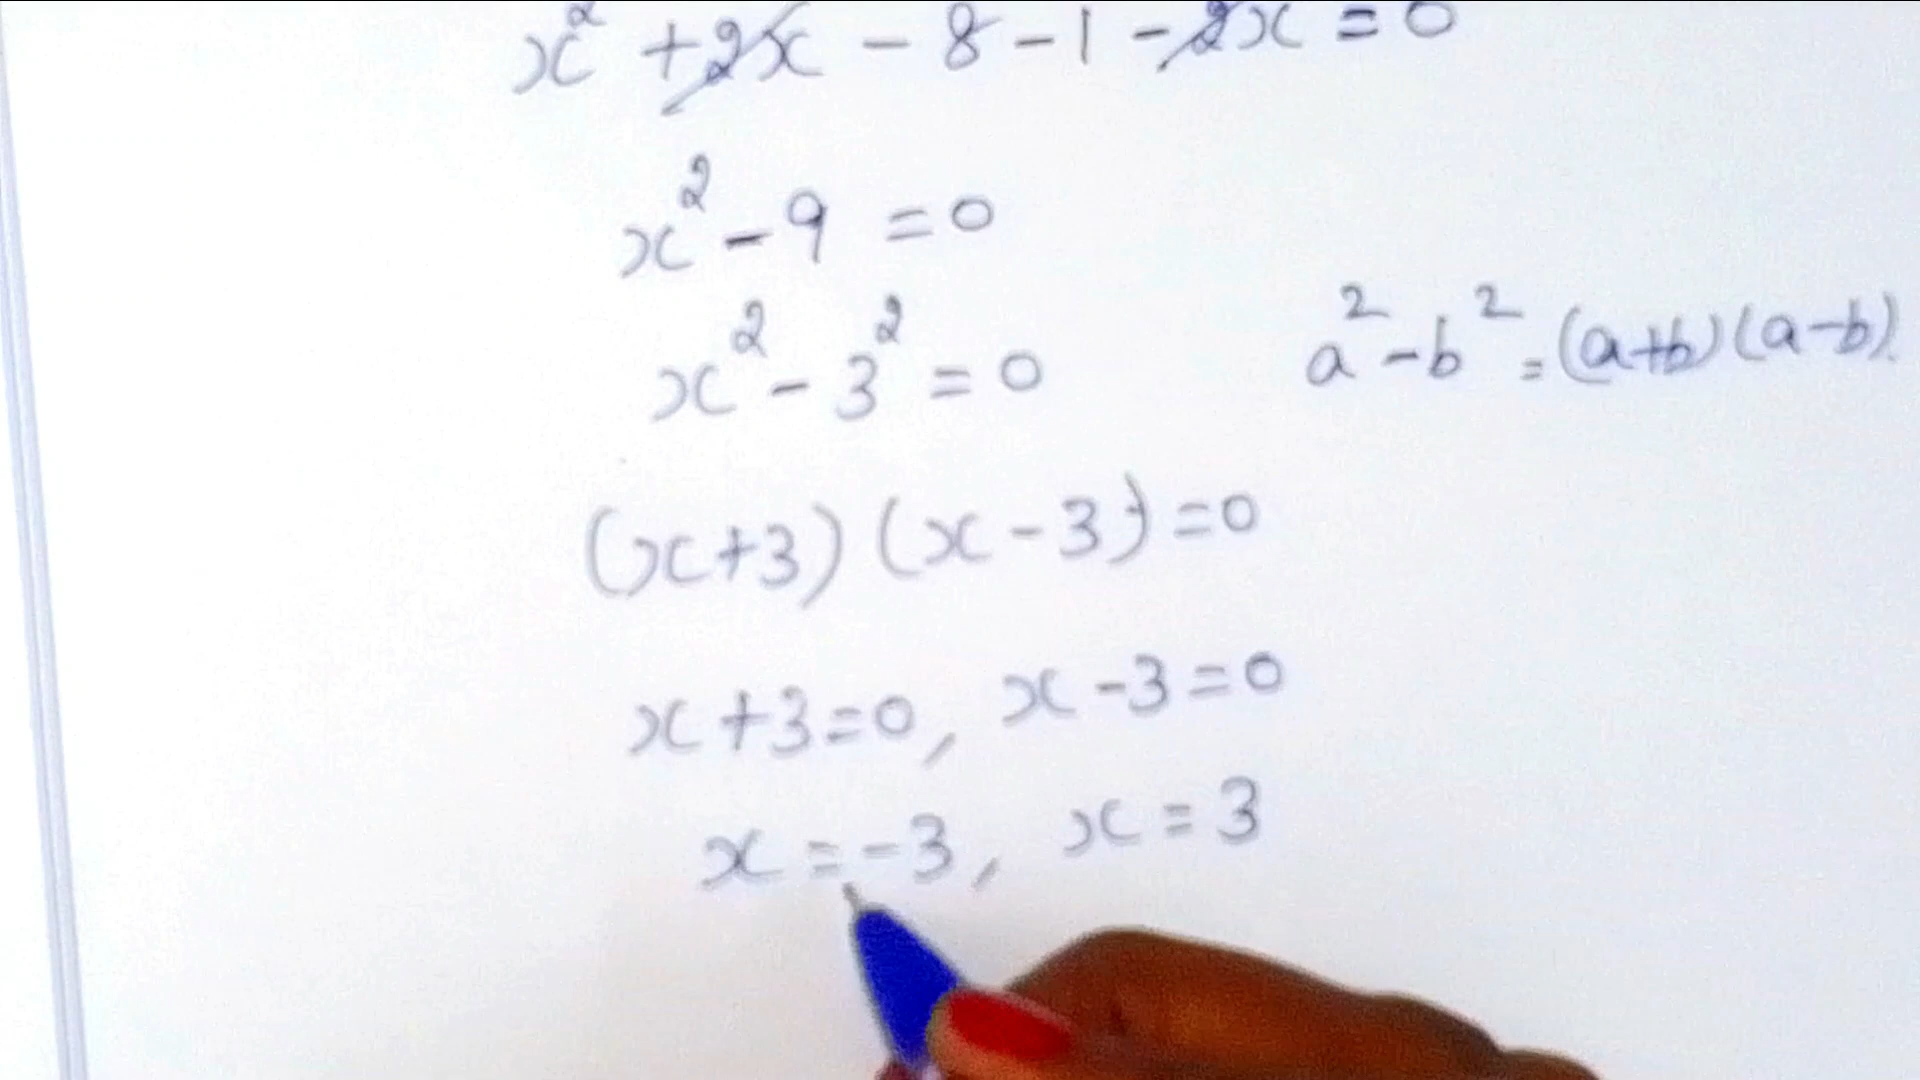 x² + 2x − 8 − 1 − 2x = 0
x² − 9 = 0
x² − 3² = 0
a² − b² = (a+b)(a−b).
(x+3)(x−3) = 0
x+3=0, x−3=0
x = −3, x = 3